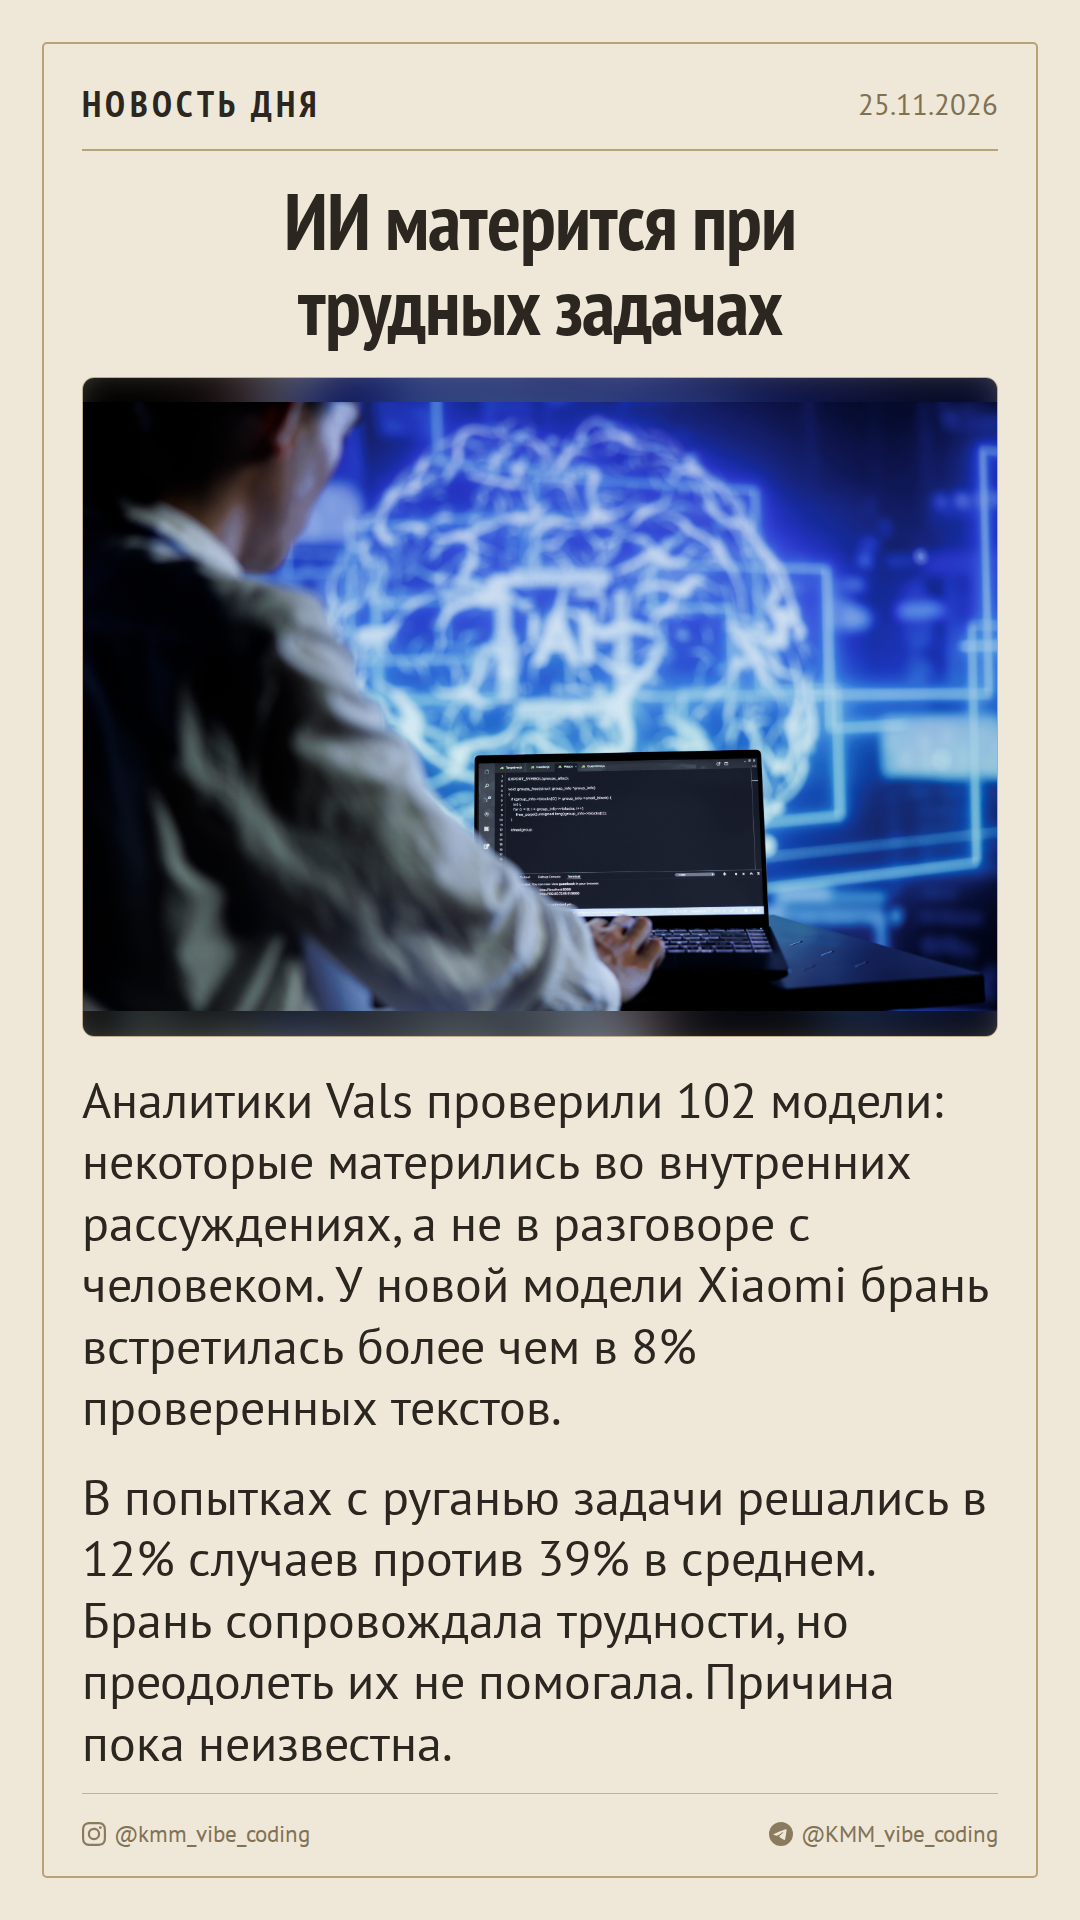 НОВОСТЬ ДНЯ
25.11.2026
ИИ матерится при
трудных задачах
AI
Аналитики Vals проверили 102 модели:
некоторые матерились во внутренних
рассуждениях, а не в разговоре с
человеком. У новой модели Xiaomi брань
встретилась более чем в 8%
проверенных текстов.
В попытках с руганью задачи решались в
12% случаев против 39% в среднем.
Брань сопровождала трудности, но
преодолеть их не помогала. Причина
пока неизвестна.
@kmm_vibe_coding
@KMM_vibe_coding